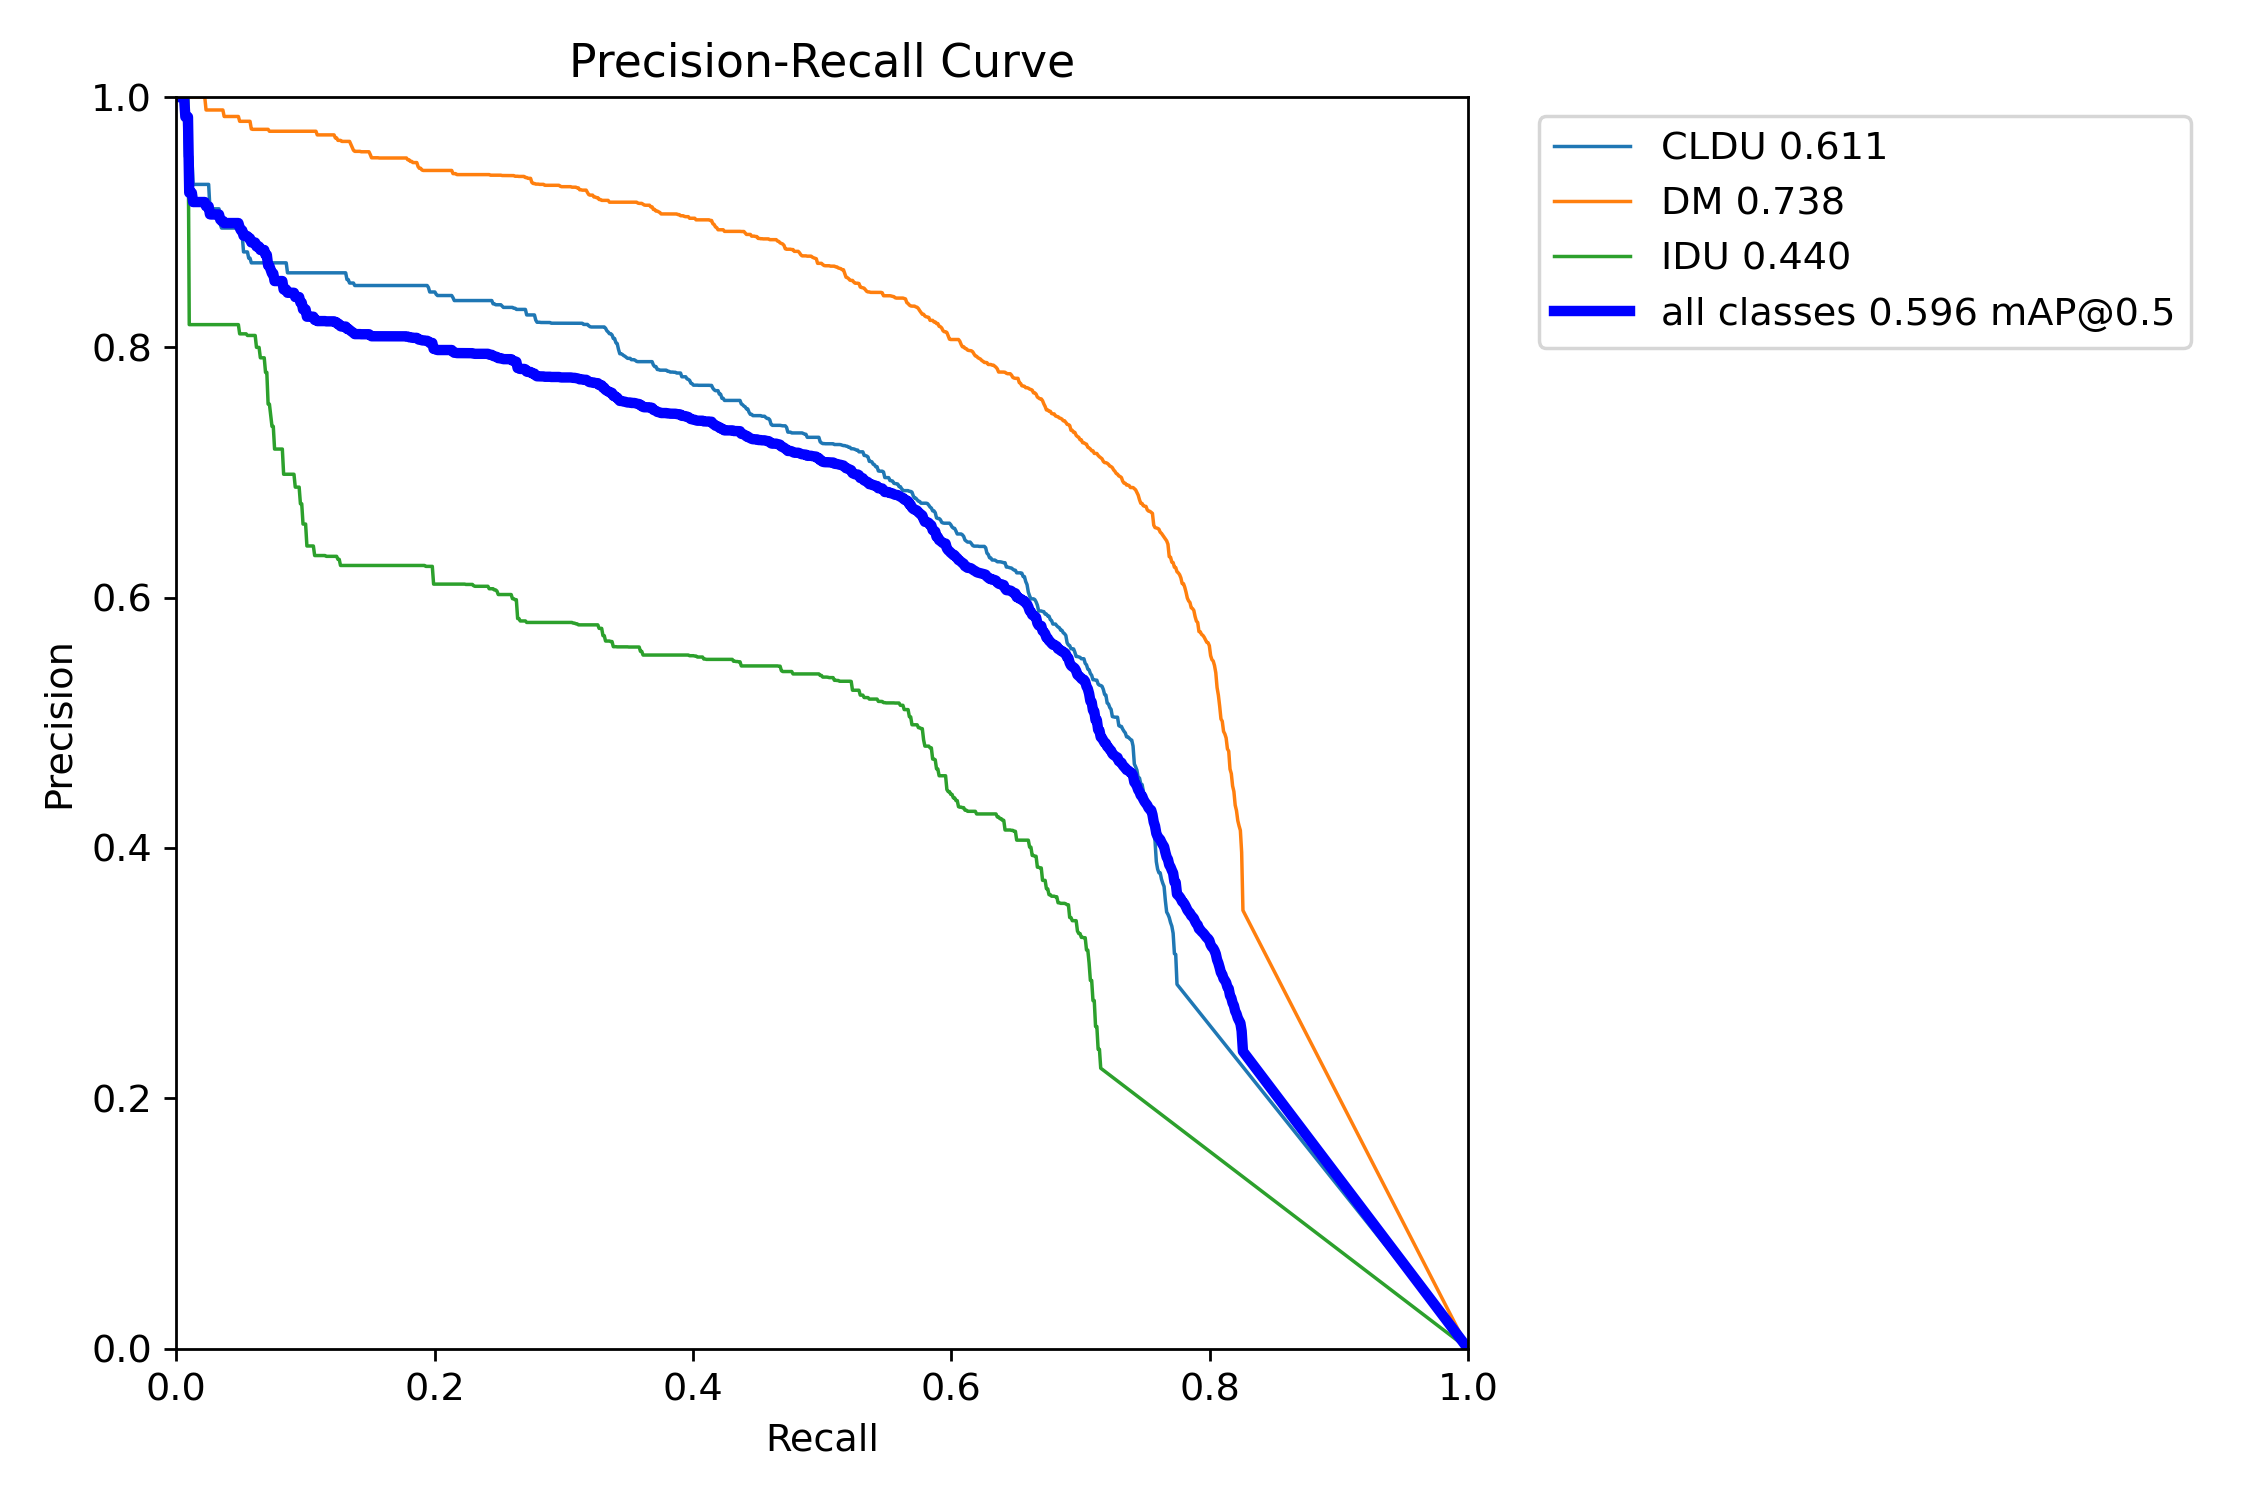 Precision-Recall Curve
1.0
0.8
0.6
0.4
0.2
0.0
Precision
0.0 0.2 0.4 0.6 0.8 1.0
Recall
CLDU 0.611
DM 0.738
IDU 0.440
all classes 0.596 mAP@0.5